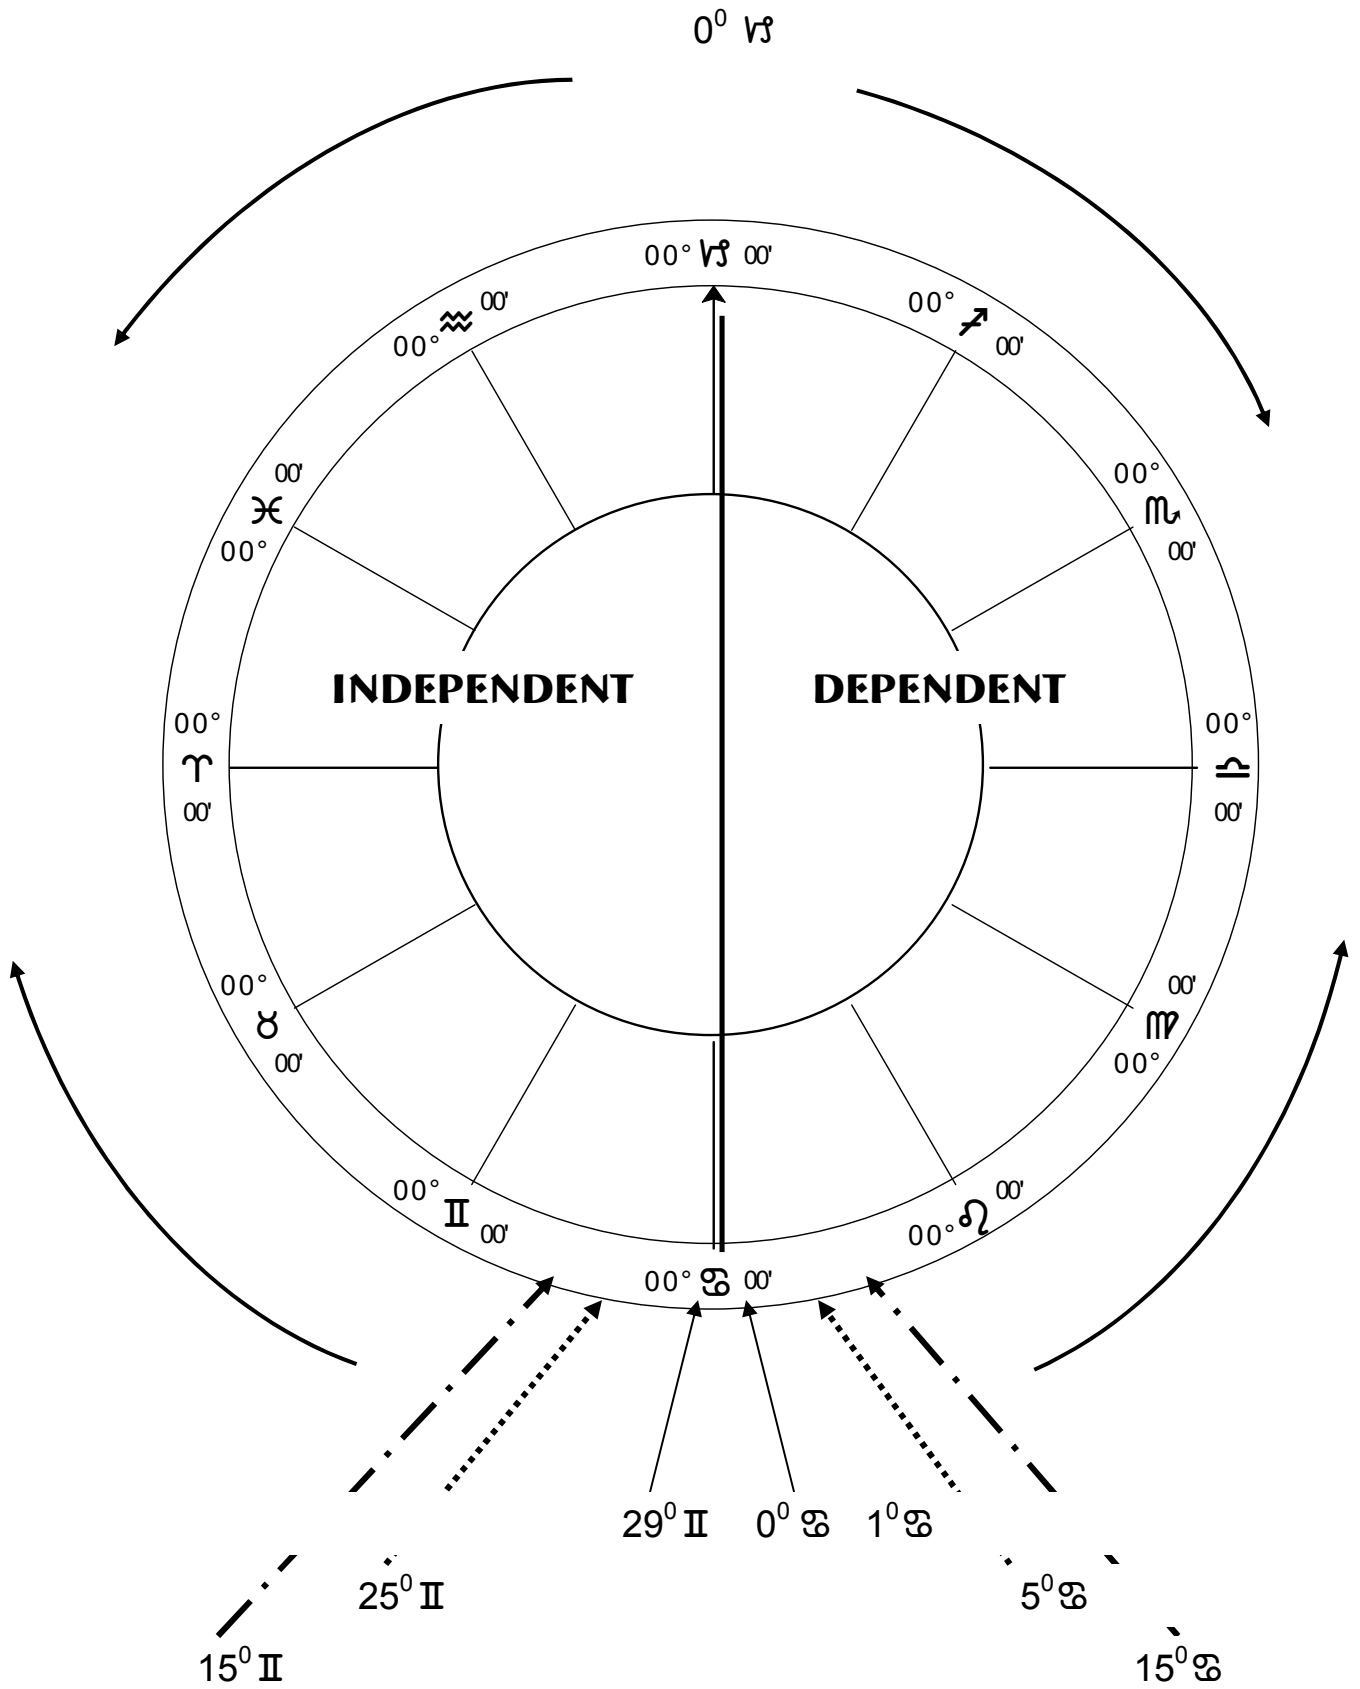 0⁰ ♑
00° ♑ 00'
00° ♒ 00'
00° ♐ 00'
00' ♓ 00°
00° ♏ 00'
INDEPENDENT
DEPENDENT
00° ♈ 00'
00° ♎ 00'
00° ♉ 00'
00' ♍ 00°
00° ♊ 00'
00° ♌ 00'
00° ♋ 00'
29⁰ ♊ 0⁰ ♋ 1⁰ ♋
25⁰ ♊ 5⁰ ♋
15⁰ ♊ 15⁰ ♋